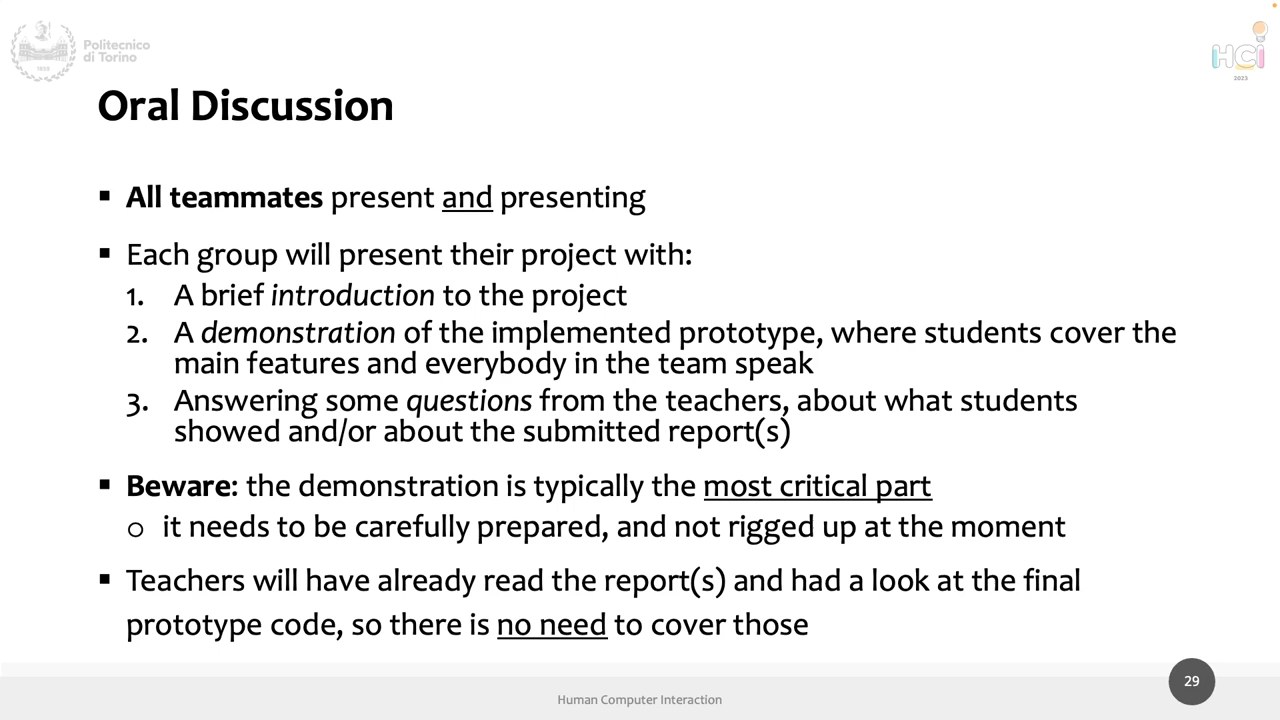 Politecnico
di Torino
1859
HCI
2023
Oral Discussion
▪ All teammates present and presenting
▪ Each group will present their project with:
1. A brief introduction to the project
2. A demonstration of the implemented prototype, where students cover the
main features and everybody in the team speak
3. Answering some questions from the teachers, about what students
showed and/or about the submitted report(s)
▪ Beware: the demonstration is typically the most critical part
o it needs to be carefully prepared, and not rigged up at the moment
▪ Teachers will have already read the report(s) and had a look at the final
prototype code, so there is no need to cover those
Human Computer Interaction
29